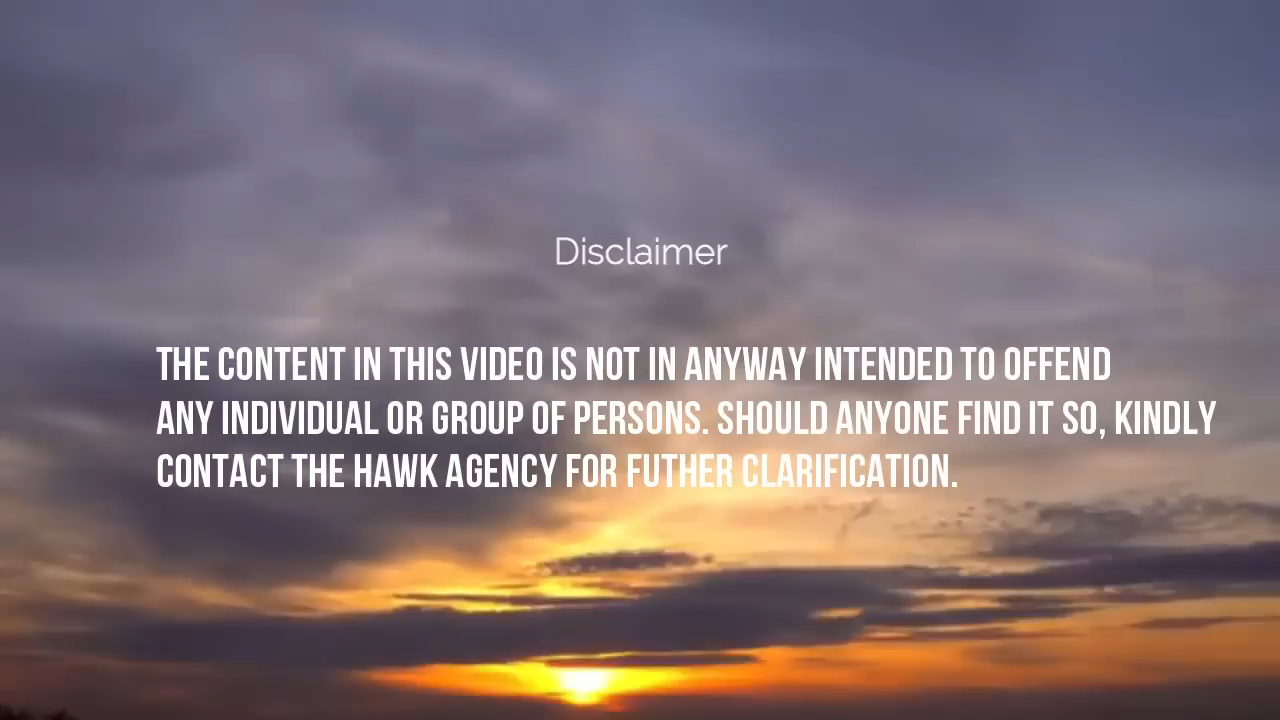 Disclaimer
THE CONTENT IN THIS VIDEO IS NOT IN ANYWAY INTENDED TO OFFEND
ANY INDIVIDUAL OR GROUP OF PERSONS. SHOULD ANYONE FIND IT SO, KINDLY
CONTACT THE HAWK AGENCY FOR FUTHER CLARIFICATION.